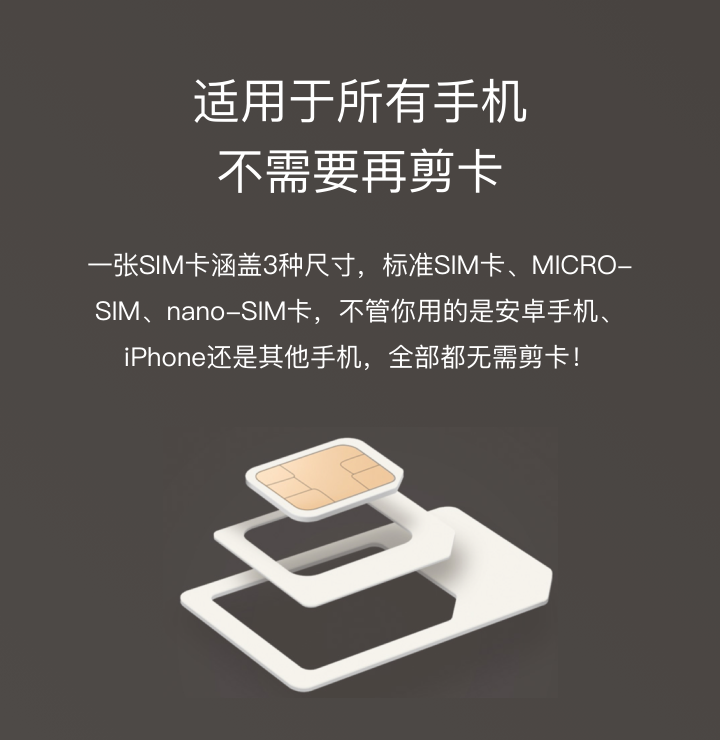 适用于所有手机
不需要再剪卡
一张SIM卡涵盖3种尺寸，标准SIM卡、MICRO-
SIM、nano-SIM卡，不管你用的是安卓手机、
iPhone还是其他手机，全部都无需剪卡！